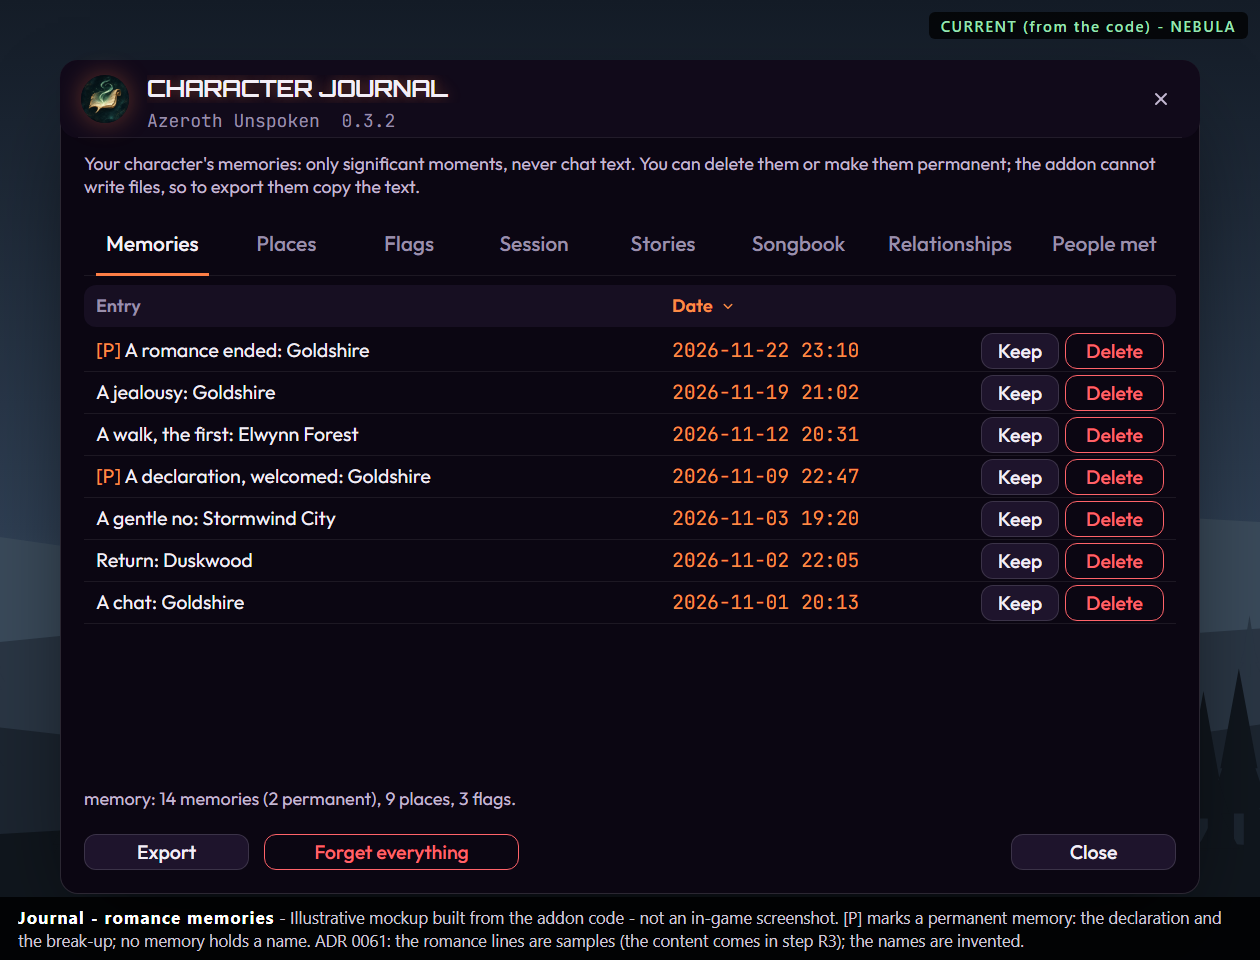 CURRENT (from the code) - NEBULA
CHARACTER JOURNAL
Azeroth Unspoken 0.3.2
Your character's memories: only significant moments, never chat text. You can delete them or make them permanent; the addon cannot
write files, so to export them copy the text.
Memories Places Flags Session Stories Songbook Relationships People met
Entry Date
[P] A romance ended: Goldshire 2026-11-22 23:10 Keep Delete
A jealousy: Goldshire 2026-11-19 21:02 Keep Delete
A walk, the first: Elwynn Forest 2026-11-12 20:31 Keep Delete
[P] A declaration, welcomed: Goldshire 2026-11-09 22:47 Keep Delete
A gentle no: Stormwind City 2026-11-03 19:20 Keep Delete
Return: Duskwood 2026-11-02 22:05 Keep Delete
A chat: Goldshire 2026-11-01 20:13 Keep Delete
memory: 14 memories (2 permanent), 9 places, 3 flags.
Export Forget everything Close
Journal - romance memories - Illustrative mockup built from the addon code - not an in-game screenshot. [P] marks a permanent memory: the declaration and
the break-up; no memory holds a name. ADR 0061: the romance lines are samples (the content comes in step R3); the names are invented.